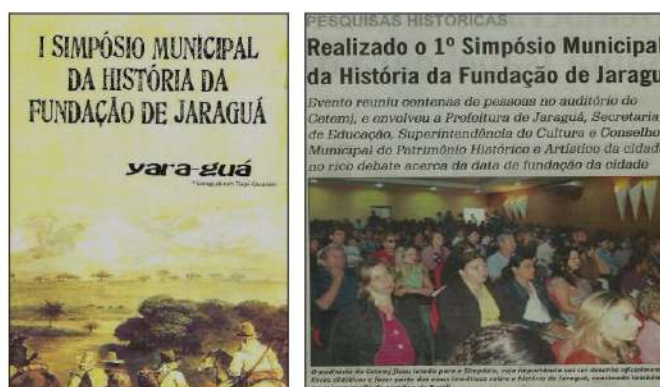 I SIMPÓSIO MUNICIPAL
DA HISTÓRIA DA
FUNDAÇÃO DE JARAGUÁ
yara-guá
PESQUISAS HISTÓRICAS
Realizado o 1º Simpósio Municipal
da História da Fundação de Jaragu
Evento reuniu centenas de pessoas no auditório do
Cetemj, e envolveu a Prefeitura de Jaraguá, Secretaria
de Educação, Superintendência de Cultura e Conselho
Municipal do Patrimônio Histórico e Artístico da cidade
no rico debate acerca da data de fundação da cidade